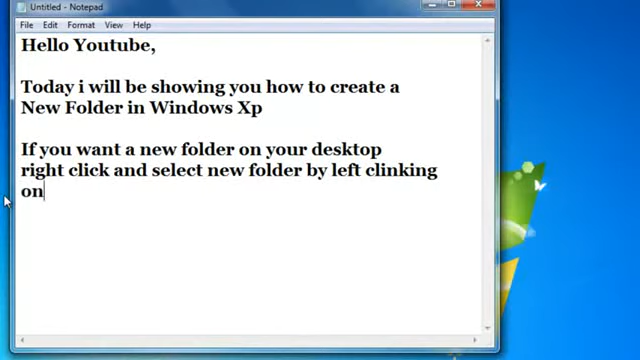 Untitled - Notepad
File Edit Format View Help
Hello Youtube,
Today i will be showing you how to create a
New Folder in Windows Xp
If you want a new folder on your desktop
right click and select new folder by left clinking
on